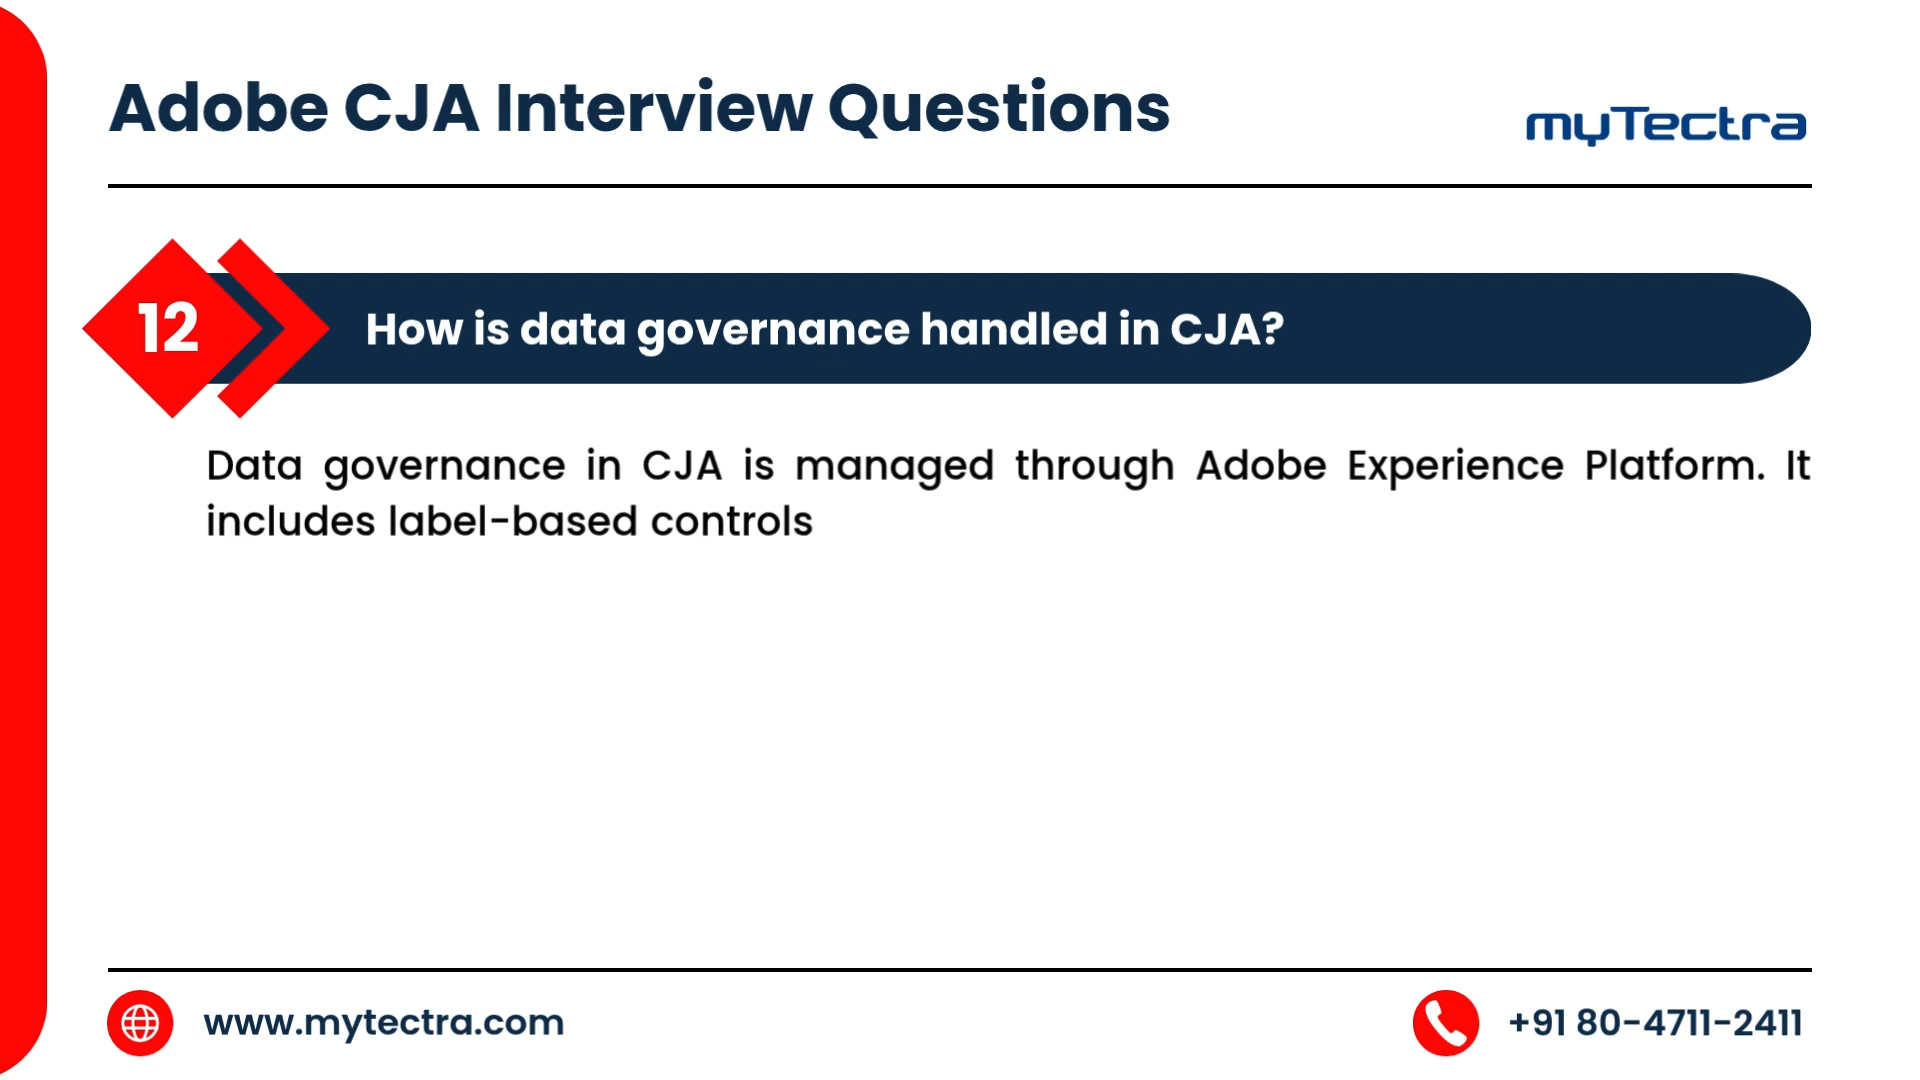 Adobe CJA Interview Questions
myTectra
12
How is data governance handled in CJA?
Data governance in CJA is managed through Adobe Experience Platform. It
includes label-based controls
www.mytectra.com
+91 80-4711-2411